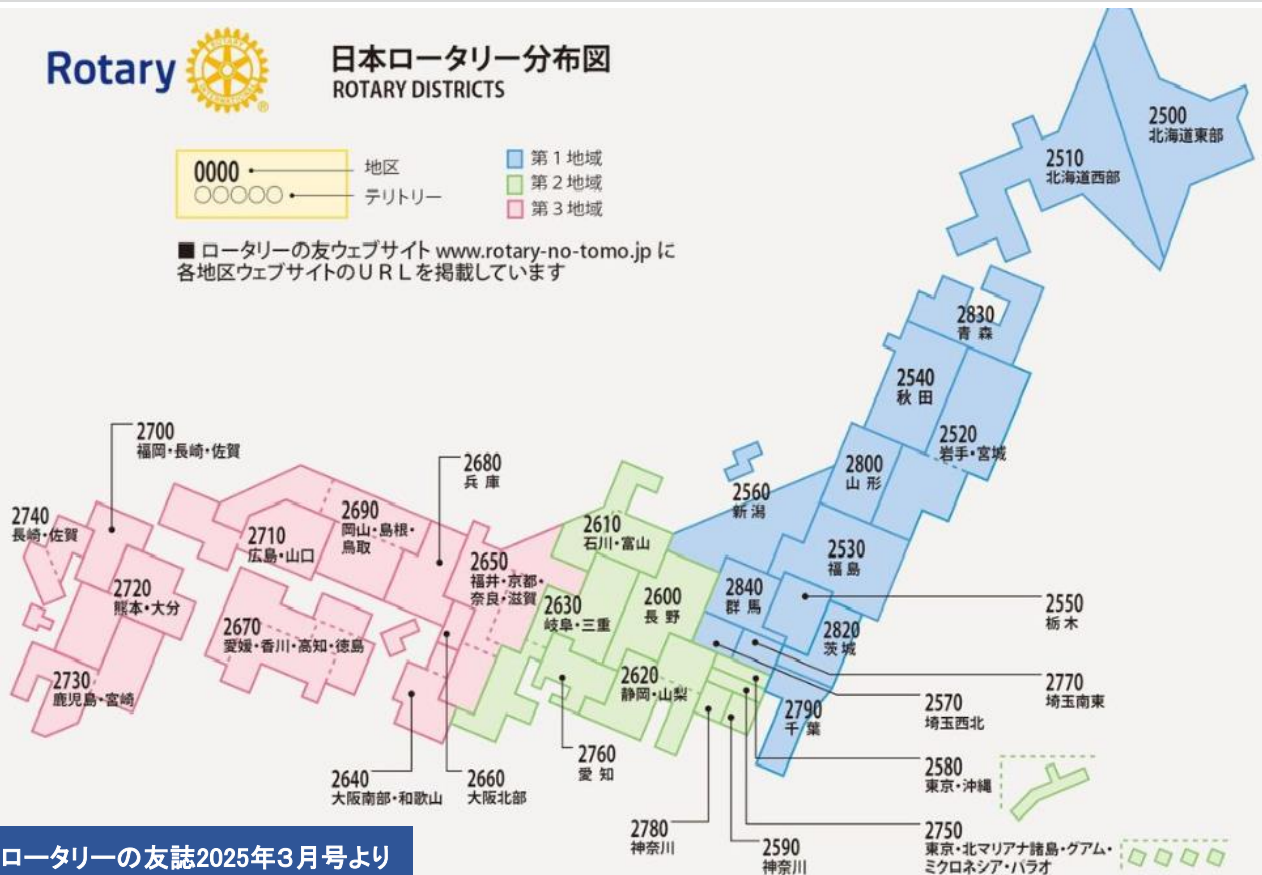 Rotary
ROTARY
INTERNATIONAL
®
日本ロータリー分布図
ROTARY DISTRICTS
0000
○○○○○
地区
テリトリー
第1地域
第2地域
第3地域
■ ロータリーの友ウェブサイト www.rotary-no-tomo.jp に
各地区ウェブサイトのＵＲＬを掲載しています
2500
北海道東部
2510
北海道西部
2830
青 森
2540
秋 田
2520
岩手・宮城
2800
山 形
2560
新 潟
2530
福 島
2840
群 馬
2550
栃 木
2820
茨 城
2770
埼玉南東
2570
埼玉西北
2790
千 葉
2580
東京・沖縄
2750
東京・北マリアナ諸島・グアム・
ミクロネシア・パラオ
2590
神奈川
2780
神奈川
2610
石川・富山
2600
長 野
2630
岐阜・三重
2620
静岡・山梨
2760
愛 知
2650
福井・京都・
奈良・滋賀
2680
兵 庫
2690
岡山・島根・
鳥取
2710
広島・山口
2700
福岡・長崎・佐賀
2740
長崎・佐賀
2720
熊本・大分
2670
愛媛・香川・高知・徳島
2730
鹿児島・宮崎
2640
大阪南部・和歌山
2660
大阪北部
ロータリーの友誌2025年３月号より